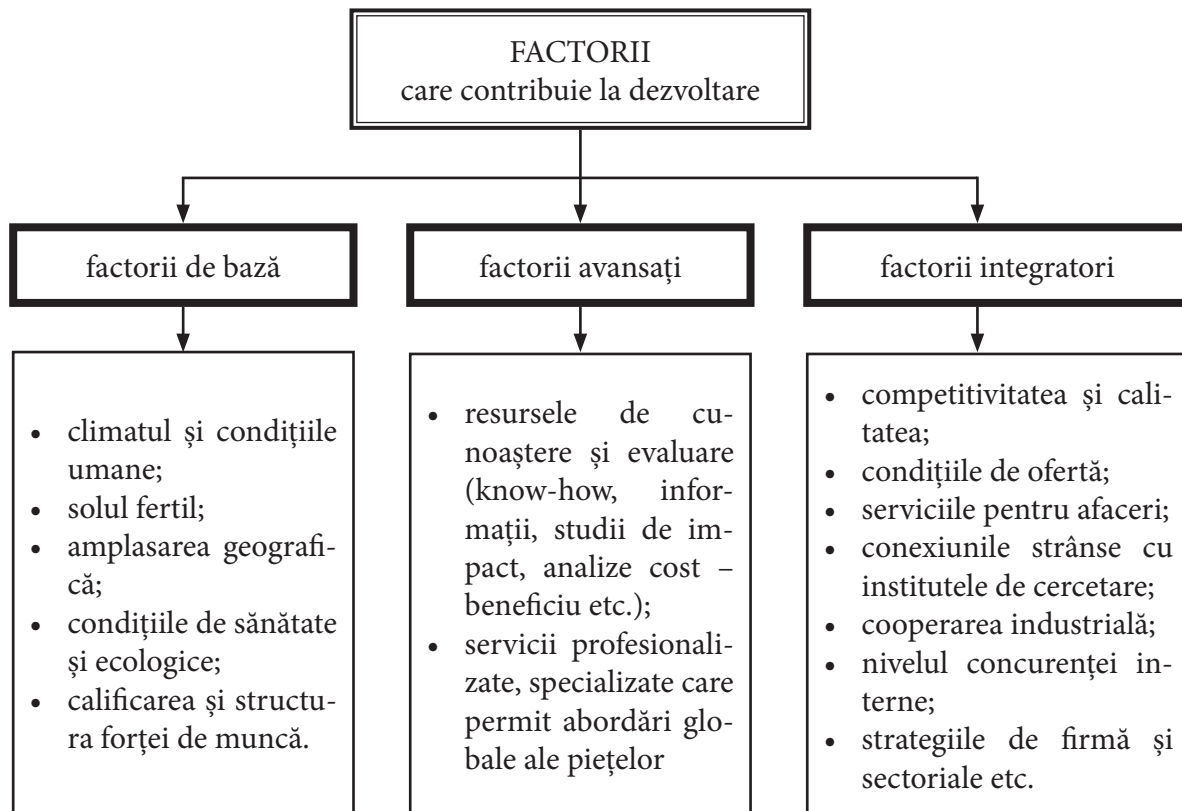 FACTORII
care contribuie la dezvoltare
factorii de bază
factorii avansați
factorii integratori
• climatul și condițiile
umane;
• solul fertil;
• amplasarea geografi-
că;
• condițiile de sănătate
și ecologice;
• calificarea și structu-
ra forței de muncă.
• resursele de cu-
noaștere și evaluare
(know-how, infor-
mații, studii de im-
pact, analize cost –
beneficiu etc.);
• servicii profesionali-
zate, specializate care
permit abordări glo-
bale ale piețelor
• competitivitatea și cali-
tatea;
• condițiile de ofertă;
• serviciile pentru afaceri;
• conexiunile strânse cu
institutele de cercetare;
• cooperarea industrială;
• nivelul concurenței in-
terne;
• strategiile de firmă și
sectoriale etc.